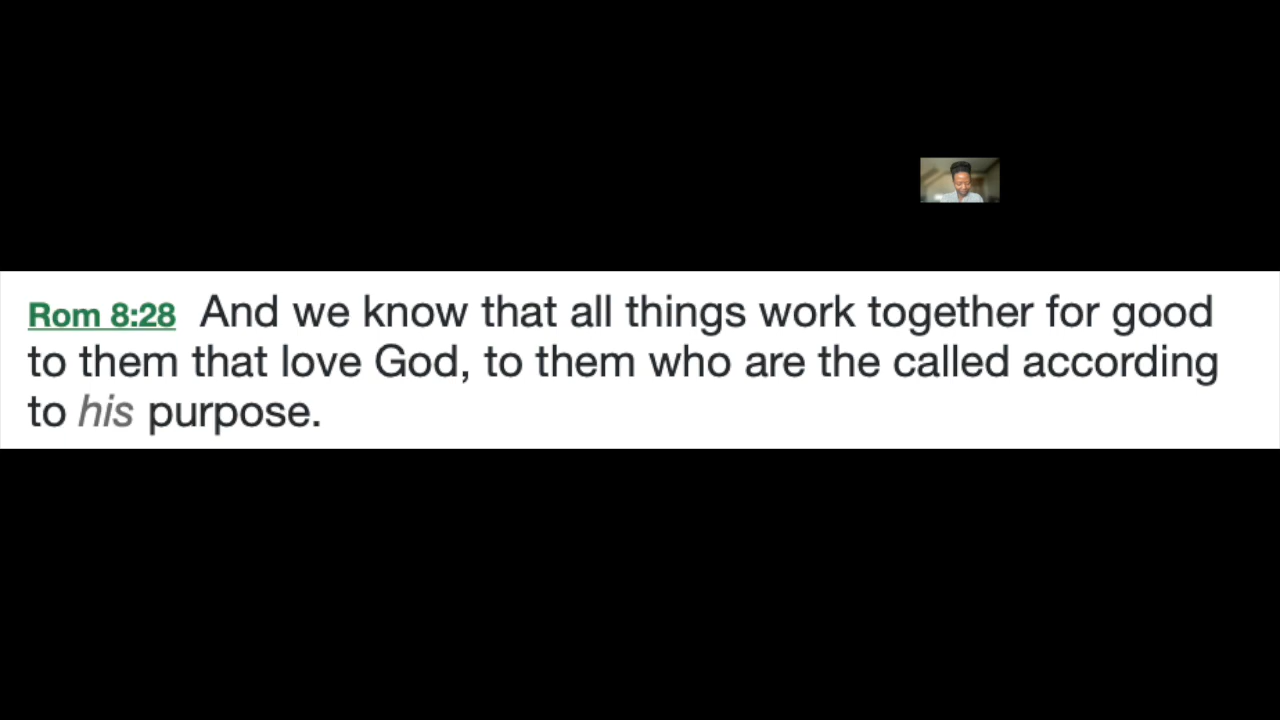 Rom 8:28 And we know that all things work together for good
to them that love God, to them who are the called according
to his purpose.